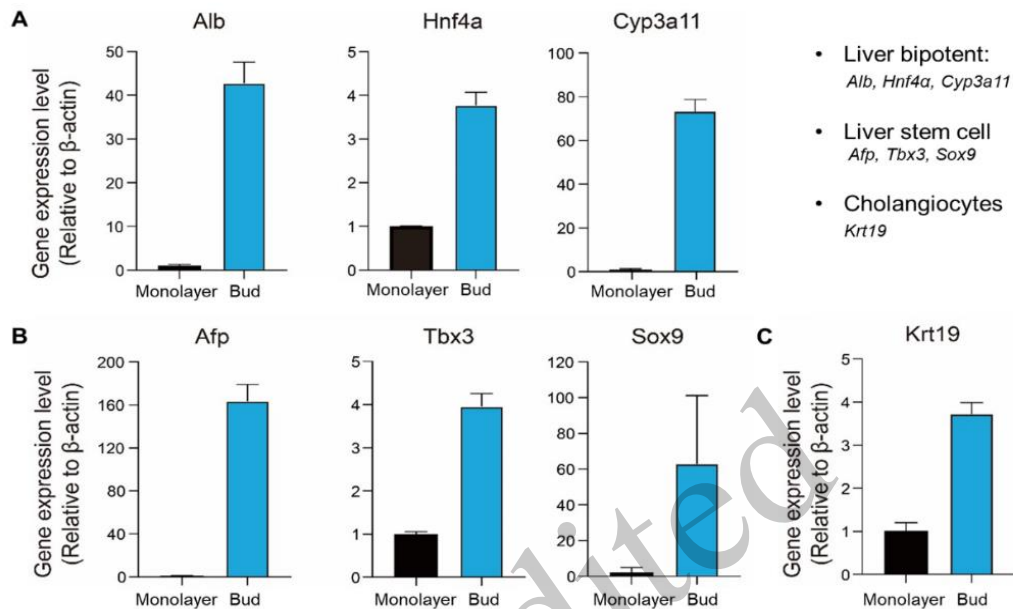 A
Alb
Hnf4a
Cyp3a11
Gene expression level
(Relative to β-actin)
50
40
30
20
10
0
Monolayer Bud
5
4
3
2
1
0
Monolayer Bud
100
80
60
40
20
0
Monolayer Bud
• Liver bipotent:
Alb, Hnf4α, Cyp3a11
• Liver stem cell
Afp, Tbx3, Sox9
• Cholangiocytes
Krt19
B
Afp
Tbx3
Sox9
Gene expression level
(Relative to β-actin)
200
160
120
80
40
0
Monolayer Bud
5
4
3
2
1
0
Monolayer Bud
120
100
80
60
40
20
0
Monolayer Bud
C
Krt19
Gene expression level
(Relative to β-actin)
5
4
3
2
1
0
Monolayer Bud
dited